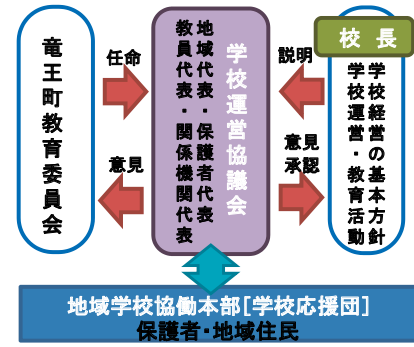 竜王町教育委員会
任命
意見
学校運営協議会
地域代表・保護者代表
教員代表・関係機関代表
説明
意見
承認
校長
学校経営の基本方針
学校運営・教育活動
地域学校協働本部[学校応援団]
保護者・地域住民